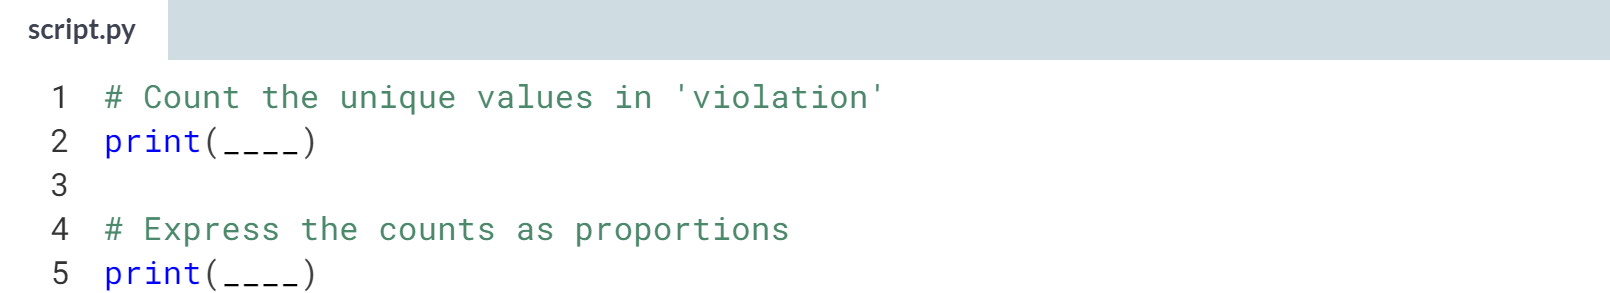 script.py
1 # Count the unique values in 'violation'
2 print(____)
3
4 # Express the counts as proportions
5 print(____)